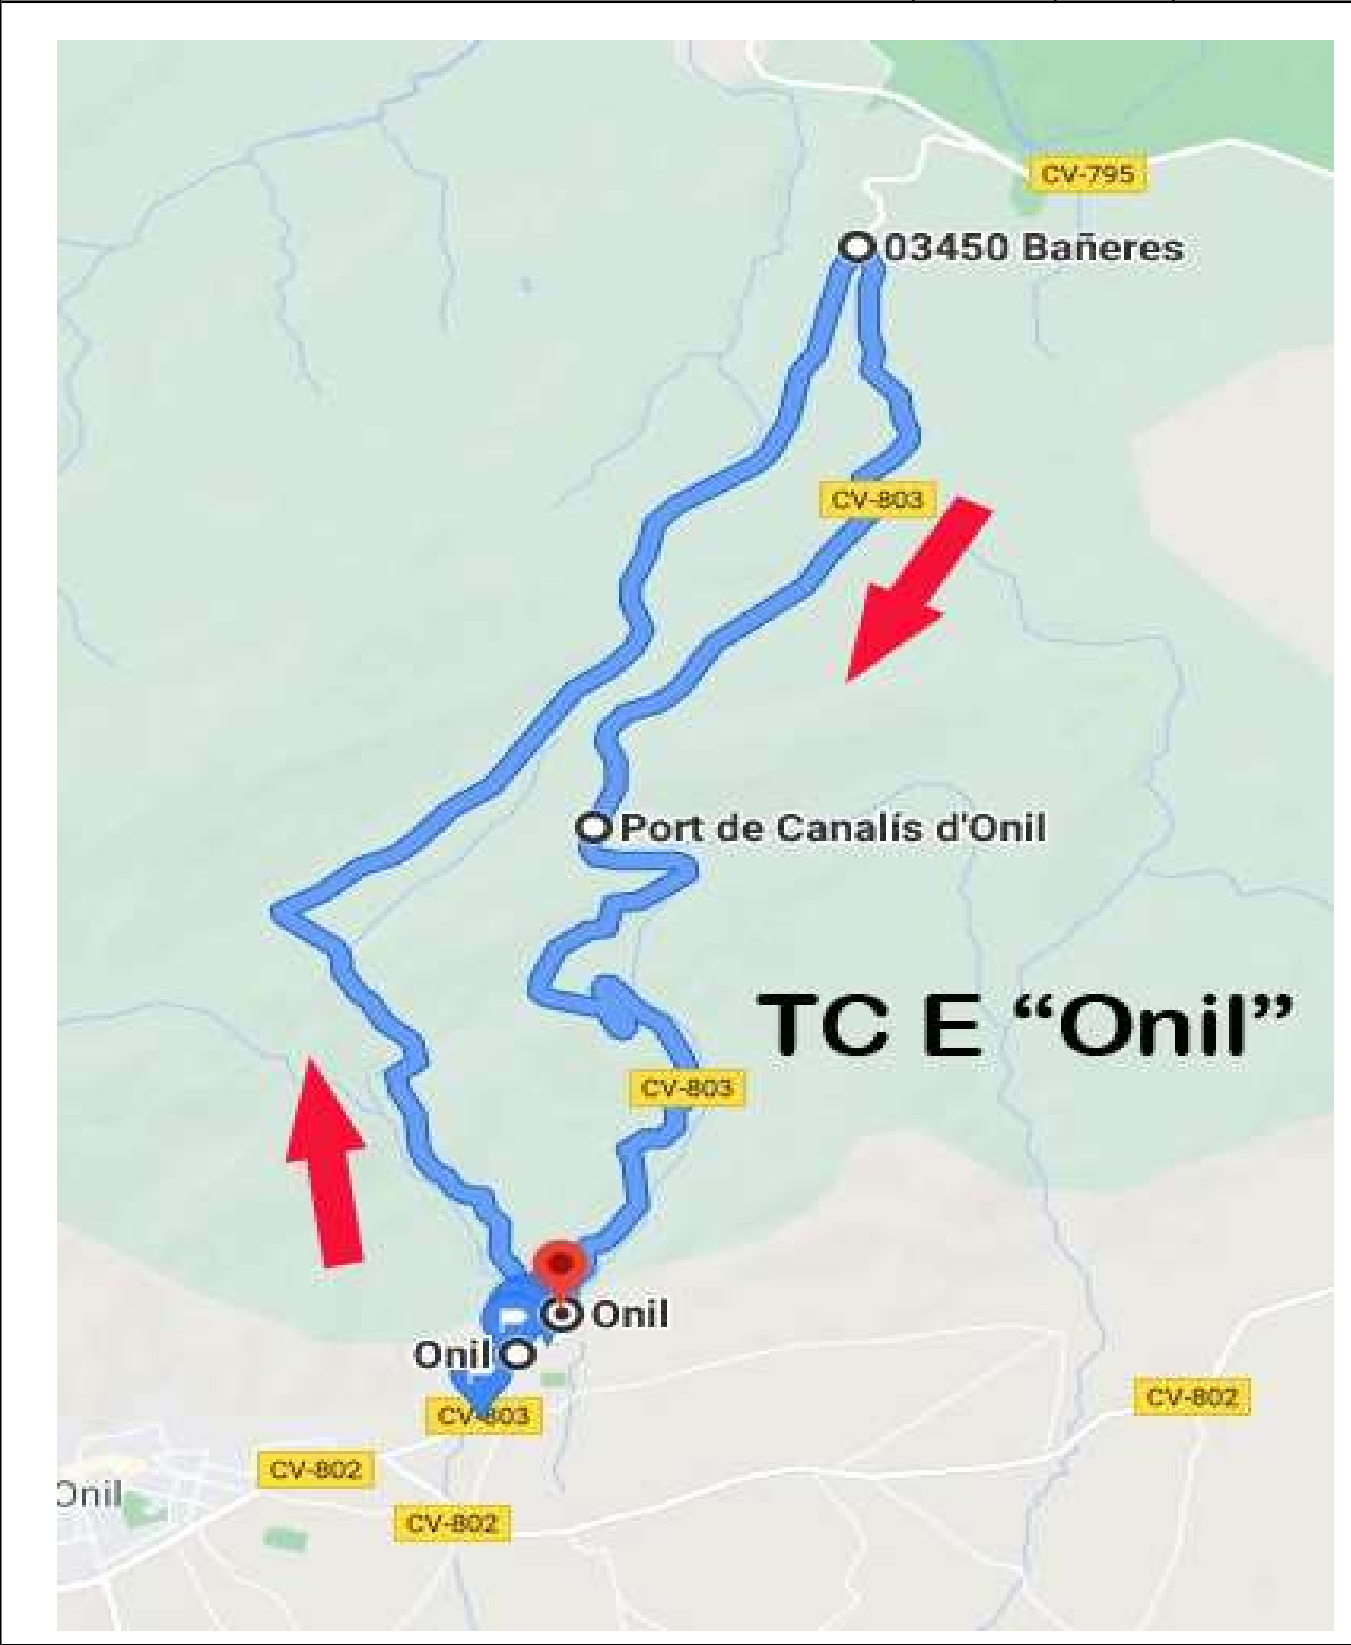 CV-795
03450 Bañeres
CV-803
Port de Canalís d'Onil
TC E “Onil”
CV-803
Onil
Onil
CV-802
CV-803
CV-802
Onil
CV-802